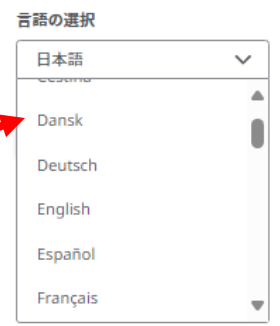 言語の選択
日本語
Dansk
Deutsch
English
Español
Français